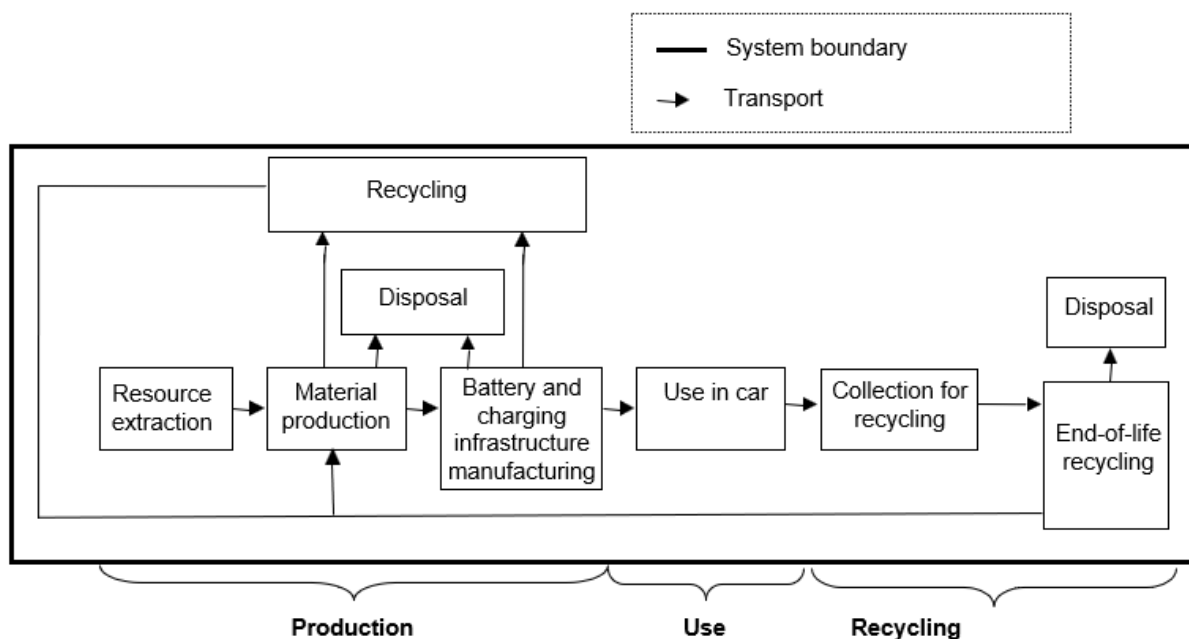 System boundary
Transport
Recycling
Disposal
Disposal
Resource
extraction
Material
production
Battery and
charging
infrastructure
manufacturing
Use in car
Collection for
recycling
End-of-life
recycling
Production
Use
Recycling